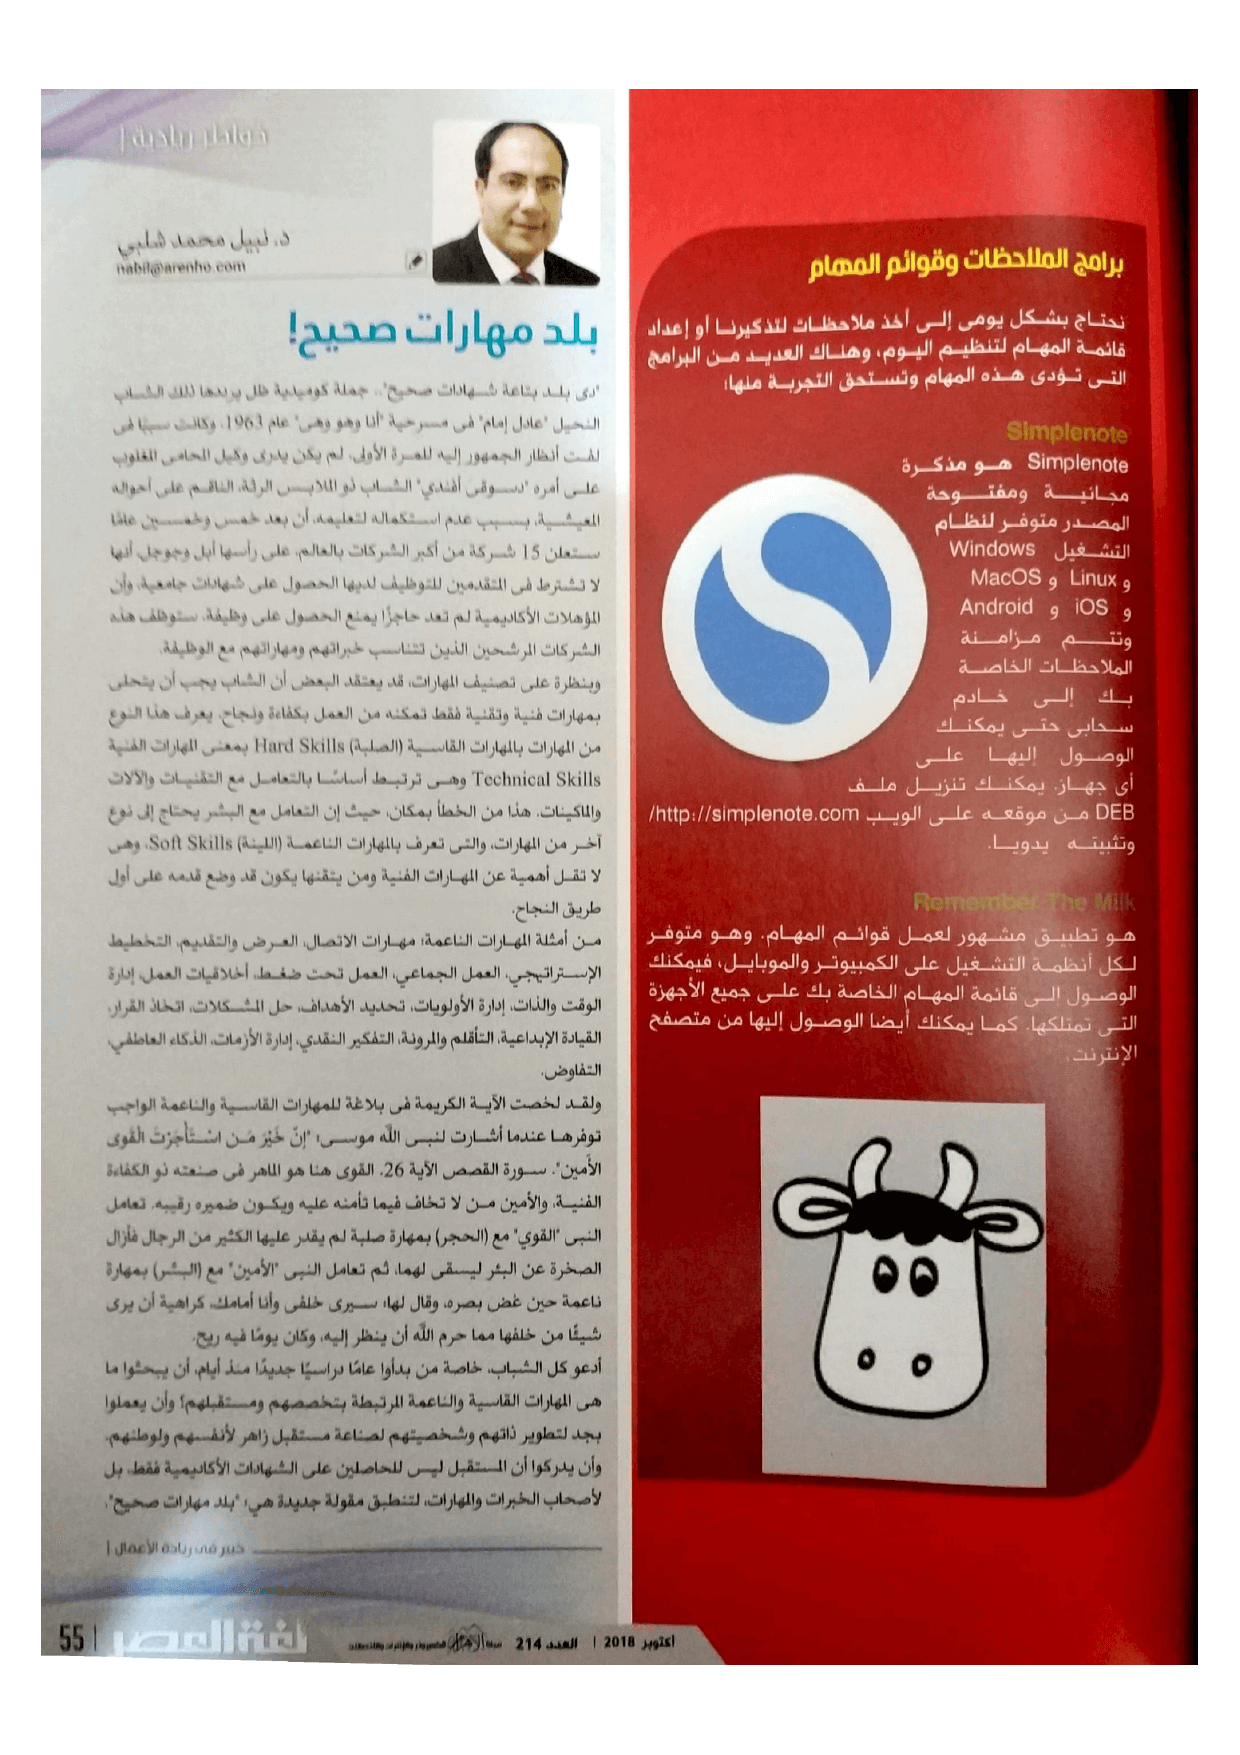 برامج الملاحظات وقوائم المهام
نحتاج بشكل يومى إلى أخذ ملاحظات لتذكيرنا أو إعداد
قائمة المهام لتنظيم اليوم، وهناك العديد من البرامج
التى تؤدى هذه المهام وتستحق التجربة منها:
Simplenote
Simplenote هو مذكرة
مجانية ومفتوحة
المصدر متوفر لنظام
التشغيل Windows
و Linux و MacOS
و iOS و Android
وتتم مزامنة
الملاحظات الخاصة
بك إلى خادم
سحابى حتى يمكنك
الوصول إليها على
أى جهاز. يمكنك تنزيل ملف
DEB من موقعه على الويب http://simplenote.com/
وتثبيته يدويا.
Remember The Milk
هو تطبيق مشهور لعمل قوائم المهام. وهو متوفر
لكل أنظمة التشغيل على الكمبيوتر والموبايل، فيمكنك
الوصول إلى قائمة المهام الخاصة بك على جميع الأجهزة
التى تمتلكها. كما يمكنك أيضا الوصول إليها من متصفح
الإنترنت.
خواطر ريادية
د. نبيل محمد شلبي
nabil@arenho.com
بلد مهارات صحيح!
"دى بلد بتاعة شهادات صحيح".. جملة كوميدية ظل يرددها ذلك الشاب
النحيل "عادل إمام" فى مسرحية "أنا وهو وهى" عام 1963. وكانت سببًا فى
لفت أنظار الجمهور إليه للمرة الأولى. لم يكن يدرى وكيل المحامى المغلوب
على أمره "دسوقى أفندي" الشاب ذو الملابس الرثة، الناقم على أحواله
المعيشية، بسبب عدم استكماله لتعليمه، أن بعد خمس وخمسين عامًا
ستعلن 15 شركة من أكبر الشركات بالعالم، على رأسها أبل وجوجل، أنها
لا تشترط فى المتقدمين للتوظيف لديها الحصول على شهادات جامعية، وأن
المؤهلات الأكاديمية لم تعد حاجزًا يمنع الحصول على وظيفة. ستوظف هذه
الشركات المرشحين الذين تتناسب خبراتهم ومهاراتهم مع الوظيفة.
وبنظرة على تصنيف المهارات، قد يعتقد البعض أن الشاب يجب أن يتحلى
بمهارات فنية وتقنية فقط تمكنه من العمل بكفاءة ونجاح. يعرف هذا النوع
من المهارات بالمهارات القاسية (الصلبة) Hard Skills بمعنى المهارات الفنية
Technical Skills وهى ترتبط أساسًا بالتعامل مع التقنيات والآلات
والماكينات. هذا من الخطأ بمكان، حيث إن التعامل مع البشر يحتاج إلى نوع
آخر من المهارات، والتى تعرف بالمهارات الناعمة (اللينة) Soft Skills، وهى
لا تقل أهمية عن المهارات الفنية ومن يتقنها يكون قد وضع قدمه على أول
طريق النجاح.
من أمثلة المهارات الناعمة: مهارات الاتصال، العرض والتقديم، التخطيط
الإستراتيجي، العمل الجماعي، العمل تحت ضغط، أخلاقيات العمل، إدارة
الوقت والذات، إدارة الأولويات، تحديد الأهداف، حل المشكلات، اتخاذ القرار،
القيادة الإبداعية، التأقلم والمرونة، التفكير النقدي، إدارة الأزمات، الذكاء العاطفي،
التفاوض.
ولقد لخصت الآية الكريمة فى بلاغة للمهارات القاسية والناعمة الواجب
توفرها عندما أشارت لنبى الله موسى: "إنّ خَيْرَ مَن اسْتَأجَرْتَ الْقَوى
الأمين". سورة القصص الآية 26. القوى هنا هو الماهر فى صنعته ذو الكفاءة
الفنية، والأمين من لا تخاف فيما تأمنه عليه ويكون ضميره رقيبه. تعامل
النبى "القوي" مع (الحجر) بمهارة صلبة لم يقدر عليها الكثير من الرجال فأزال
الصخرة عن البئر ليسقى لهما، ثم تعامل النبى "الأمين" مع (البشر) بمهارة
ناعمة حين غض بصره، وقال لها: سيرى خلفى وأنا أمامك، كراهية أن يرى
شيئًا من خلفها مما حرم الله أن ينظر إليه، وكان يومًا فيه ريح.
أدعو كل الشباب، خاصة من بدأوا عامًا دراسيًا جديدًا منذ أيام، أن يبحثوا ما
هى المهارات القاسية والناعمة المرتبطة بتخصصهم ومستقبلهم؟ وأن يعملوا
بجد لتطوير ذاتهم وشخصيتهم لصناعة مستقبل زاهر لأنفسهم ولوطنهم.
وأن يدركوا أن المستقبل ليس للحاصلين على الشهادات الأكاديمية فقط، بل
لأصحاب الخبرات والمهارات، لتنطبق مقولة جديدة هي: "بلد مهارات صحيح".
خبير فى ريادة الأعمال
أكتوبر 2018 | العدد 214
لغة العصر | 55